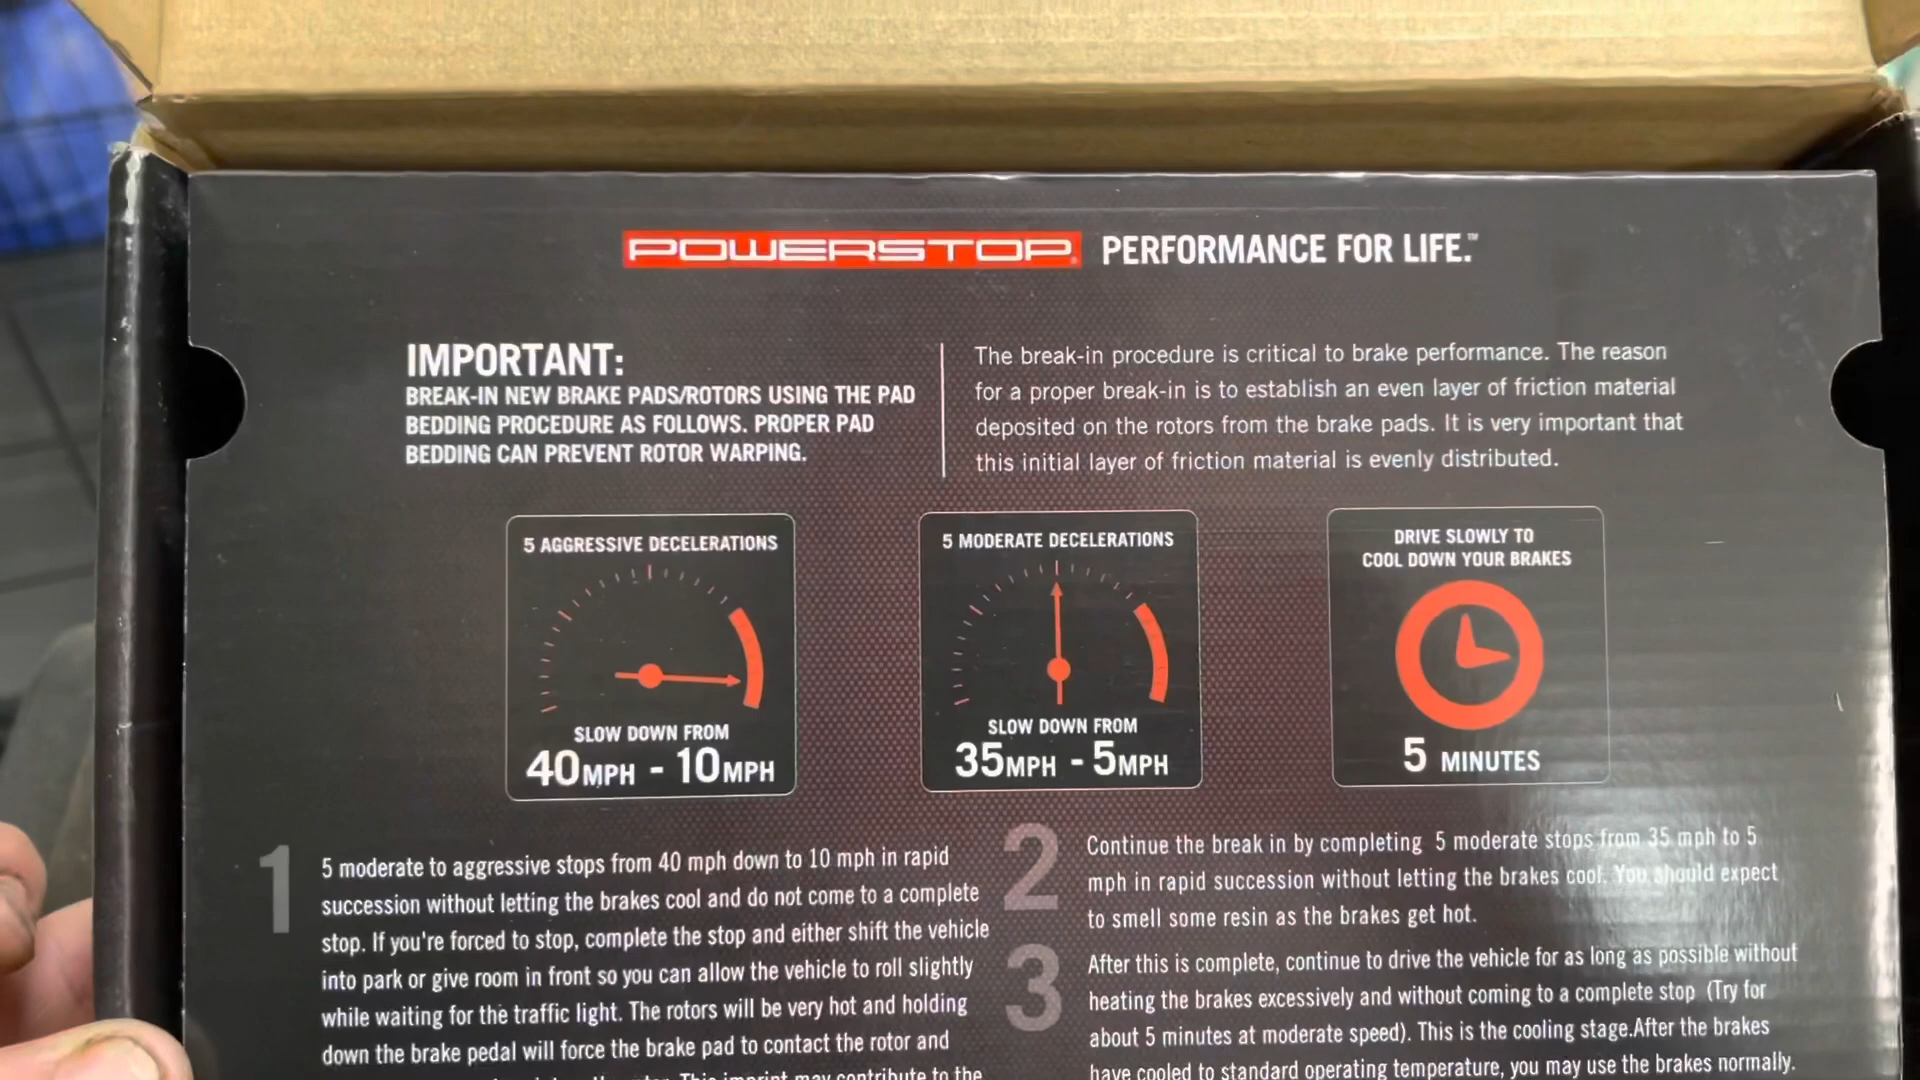 POWERSTOP® PERFORMANCE FOR LIFE.™
IMPORTANT:
BREAK-IN NEW BRAKE PADS/ROTORS USING THE PAD
BEDDING PROCEDURE AS FOLLOWS. PROPER PAD
BEDDING CAN PREVENT ROTOR WARPING.
The break-in procedure is critical to brake performance. The reason
for a proper break-in is to establish an even layer of friction material
deposited on the rotors from the brake pads. It is very important that
this initial layer of friction material is evenly distributed.
5 AGGRESSIVE DECELERATIONS
SLOW DOWN FROM
40MPH - 10MPH
5 MODERATE DECELERATIONS
SLOW DOWN FROM
35MPH - 5MPH
DRIVE SLOWLY TO
COOL DOWN YOUR BRAKES
5 MINUTES
1
5 moderate to aggressive stops from 40 mph down to 10 mph in rapid
succession without letting the brakes cool and do not come to a complete
stop. If you're forced to stop, complete the stop and either shift the vehicle
into park or give room in front so you can allow the vehicle to roll slightly
while waiting for the traffic light. The rotors will be very hot and holding
down the brake pedal will force the brake pad to contact the rotor and
This imprint may contribute to the
2
Continue the break in by completing 5 moderate stops from 35 mph to 5
mph in rapid succession without letting the brakes cool. You should expect
to smell some resin as the brakes get hot.
3
After this is complete, continue to drive the vehicle for as long as possible without
heating the brakes excessively and without coming to a complete stop (Try for
about 5 minutes at moderate speed). This is the cooling stage.After the brakes
have cooled to standard operating temperature, you may use the brakes normally.